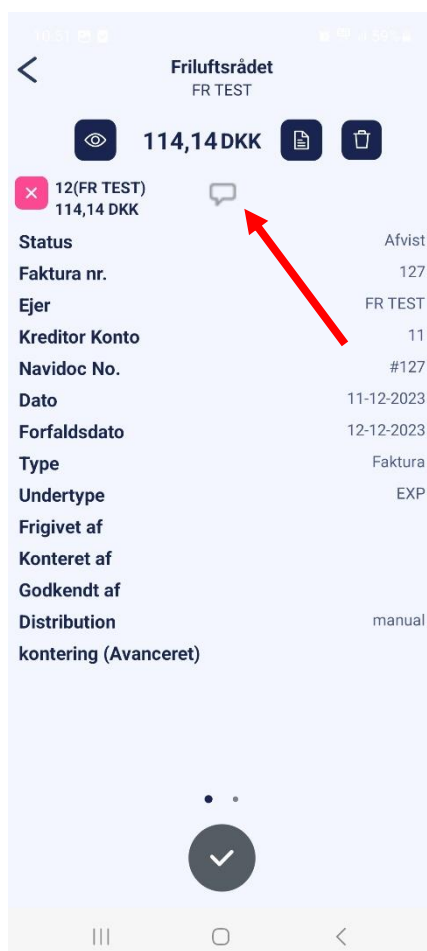 Friluftsrådet
FR TEST
114,14 DKK
12(FR TEST)
114,14 DKK
Status Afvist
Faktura nr. 127
Ejer FR TEST
Kreditor Konto 11
Navidoc No. #127
Dato 11-12-2023
Forfaldsdato 12-12-2023
Type Faktura
Undertype EXP
Frigivet af
Konteret af
Godkendt af
Distribution manual
kontering (Avanceret)